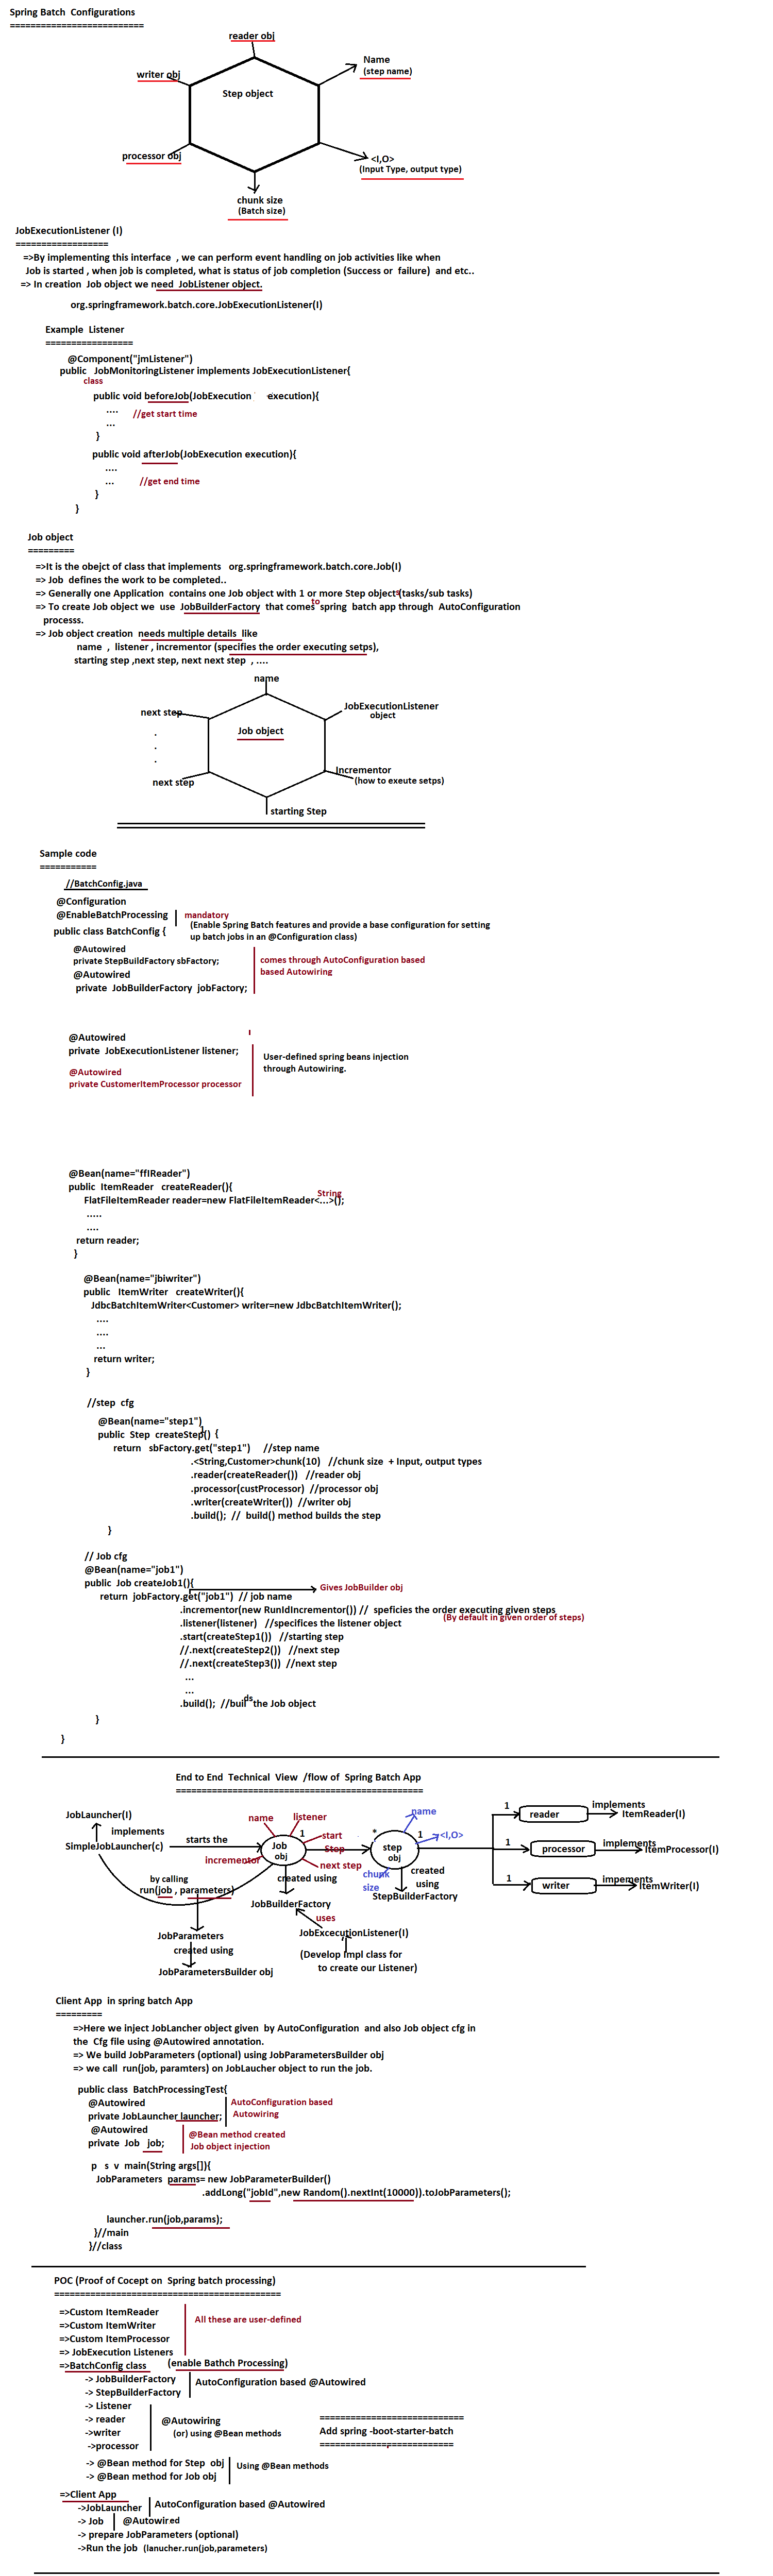 Spring Batch  Configurations
==========================
reader obj
Name
(step name)
writer obj
Step object
processor obj
<I,O>
(Input Type, output type)
chunk size
(Batch size)
JobExecutionListener (I)
==================
=>By implementing this interface  , we can perform event handling on job activities like when
Job is started , when job is completed, what is status of job completion (Success or  failure)  and etc..
=> In creation  Job object we need  JobListener object.
org.springframework.batch.core.JobExecutionListener(I)
Example  Listener
=================
@Component("jmListener")
public   JobMonitoringListener implements JobExecutionListener{
class
public void beforeJob(JobExecution    execution){
....
//get start time
...
}
public void afterJob(JobExecution execution){
....
...
//get end time
}
}
Job object
=========
=>It is the obejct of class that implements   org.springframework.batch.core.Job(I)
=> Job  defines the work to be completed..
=> Generally one Application  contains one Job object with 1 or more Step objects(tasks/sub tasks)
to
=> To create Job object we  use  JobBuilderFactory  that comes  spring  batch app through  AutoConfiguration
processs.
=> Job object creation  needs multiple details  like
name  ,  listener , incrementor (specifies the order executing setps),
starting step ,next step, next next step  , ....
name
next step
JobExecutionListener
object
.
.
.
Job object
next step
Incrementor
(how to exeute setps)
starting Step
Sample code
===========
//BatchConfig.java
@Configuration
@EnableBatchProcessing
mandatory
(Enable Spring Batch features and provide a base configuration for setting
public class BatchConfig {
up batch jobs in an @Configuration class)
@Autowired
private StepBuildFactory sbFactory;
comes through AutoConfiguration based
based Autowiring
@Autowired
private  JobBuilderFactory  jobFactory;
@Autowired
private  JobExecutionListener listener;
User-defined spring beans injection
through Autowiring.
@Autowired
private CustomerItemProcessor processor
@Bean(name="ffIReader")
public  ItemReader   createReader(){
String
FlatFileItemReader reader=new FlatFileItemReader<...>();
.....
....
return reader;
}
@Bean(name="jbiwriter")
public   ItemWriter   createWriter(){
JdbcBatchItemWriter<Customer> writer=new JdbcBatchItemWriter();
....
....
...
return writer;
}
//step  cfg
@Bean(name="step1")
1
public  Step  createStep()  {
return   sbFactory.get("step1")     //step name
.<String,Customer>chunk(10)   //chunk size  + Input, output types
.reader(createReader())   //reader obj
.processor(custProcessor)  //processor obj
.writer(createWriter())  //writer obj
.build();  //  build() method builds the step
}
// Job cfg
@Bean(name="job1")
public  Job createJob1(){
Gives JobBuilder obj
return  jobFactory.get("job1")  // job name
.incrementor(new RunIdIncrementor()) //  speficies the order executing given steps
(By default in given order of steps)
.listener(listener)   //specifices the listener object
.start(createStep1())   //starting step
//.next(createStep2())   //next step
//.next(createStep3())  //next step
...
...
ds
.build();  //buil  the Job object
}
}
End to End  Technical  View  /flow of  Spring Batch App
================================================
JobLauncher(I)
implements
SimpleJobLauncher(c)
starts the
name
listener
1
start
Step
Job
obj
incrementor
next step
*
name
1
<I,O>
step
obj
chunk
size
created
using
StepBuilderFactory
1
reader
implements
ItemReader(I)
1
processor
implements
ItemProcessor(I)
1
writer
impements
ItemWriter(I)
by calling
run(job , parameters)
created using
JobBuilderFactory
uses
JobParameters
created using
JobParametersBuilder obj
JobExcecutionListener(I)
(Develop Impl class for
to create our Listener)
Client App  in spring batch App
=========
=>Here we inject JobLancher object given  by AutoConfiguration  and also Job object cfg in
the  Cfg file using @Autowired annotation.
=> We build JobParameters (optional) using JobParametersBuilder obj
=> we call  run(job, paramters) on JobLaucher object to run the job.
public class  BatchProcessingTest{
@Autowired
private JobLauncher launcher;
AutoConfiguration based
Autowiring
@Autowired
private  Job   job;
@Bean method created
Job object injection
p   s  v  main(String args[]){
JobParameters  params= new JobParameterBuilder()
.addLong("jobId",new Random().nextInt(10000)).toJobParameters();
launcher.run(job,params);
}//main
}//class
POC (Proof of Cocept on  Spring batch processing)
============================================
=>Custom ItemReader
=>Custom ItemWriter
All these are user-defined
=>Custom ItemProcessor
=> JobExecution Listeners
=>BatchConfig class
(enable Bathch Processing)
-> JobBuilderFactory
-> StepBuilderFactory
AutoConfiguration based @Autowired
-> Listener
-> reader
->writer
->processor
@Autowiring
(or) using @Bean methods
============================
Add spring -boot-starter-batch
==========================
-> @Bean method for Step  obj
-> @Bean method for Job obj
Using @Bean methods
=>Client App
->JobLauncher
AutoConfiguration based @Autowired
-> Job
@Autowired
-> prepare JobParameters (optional)
->Run the job  (lanucher.run(job,parameters)